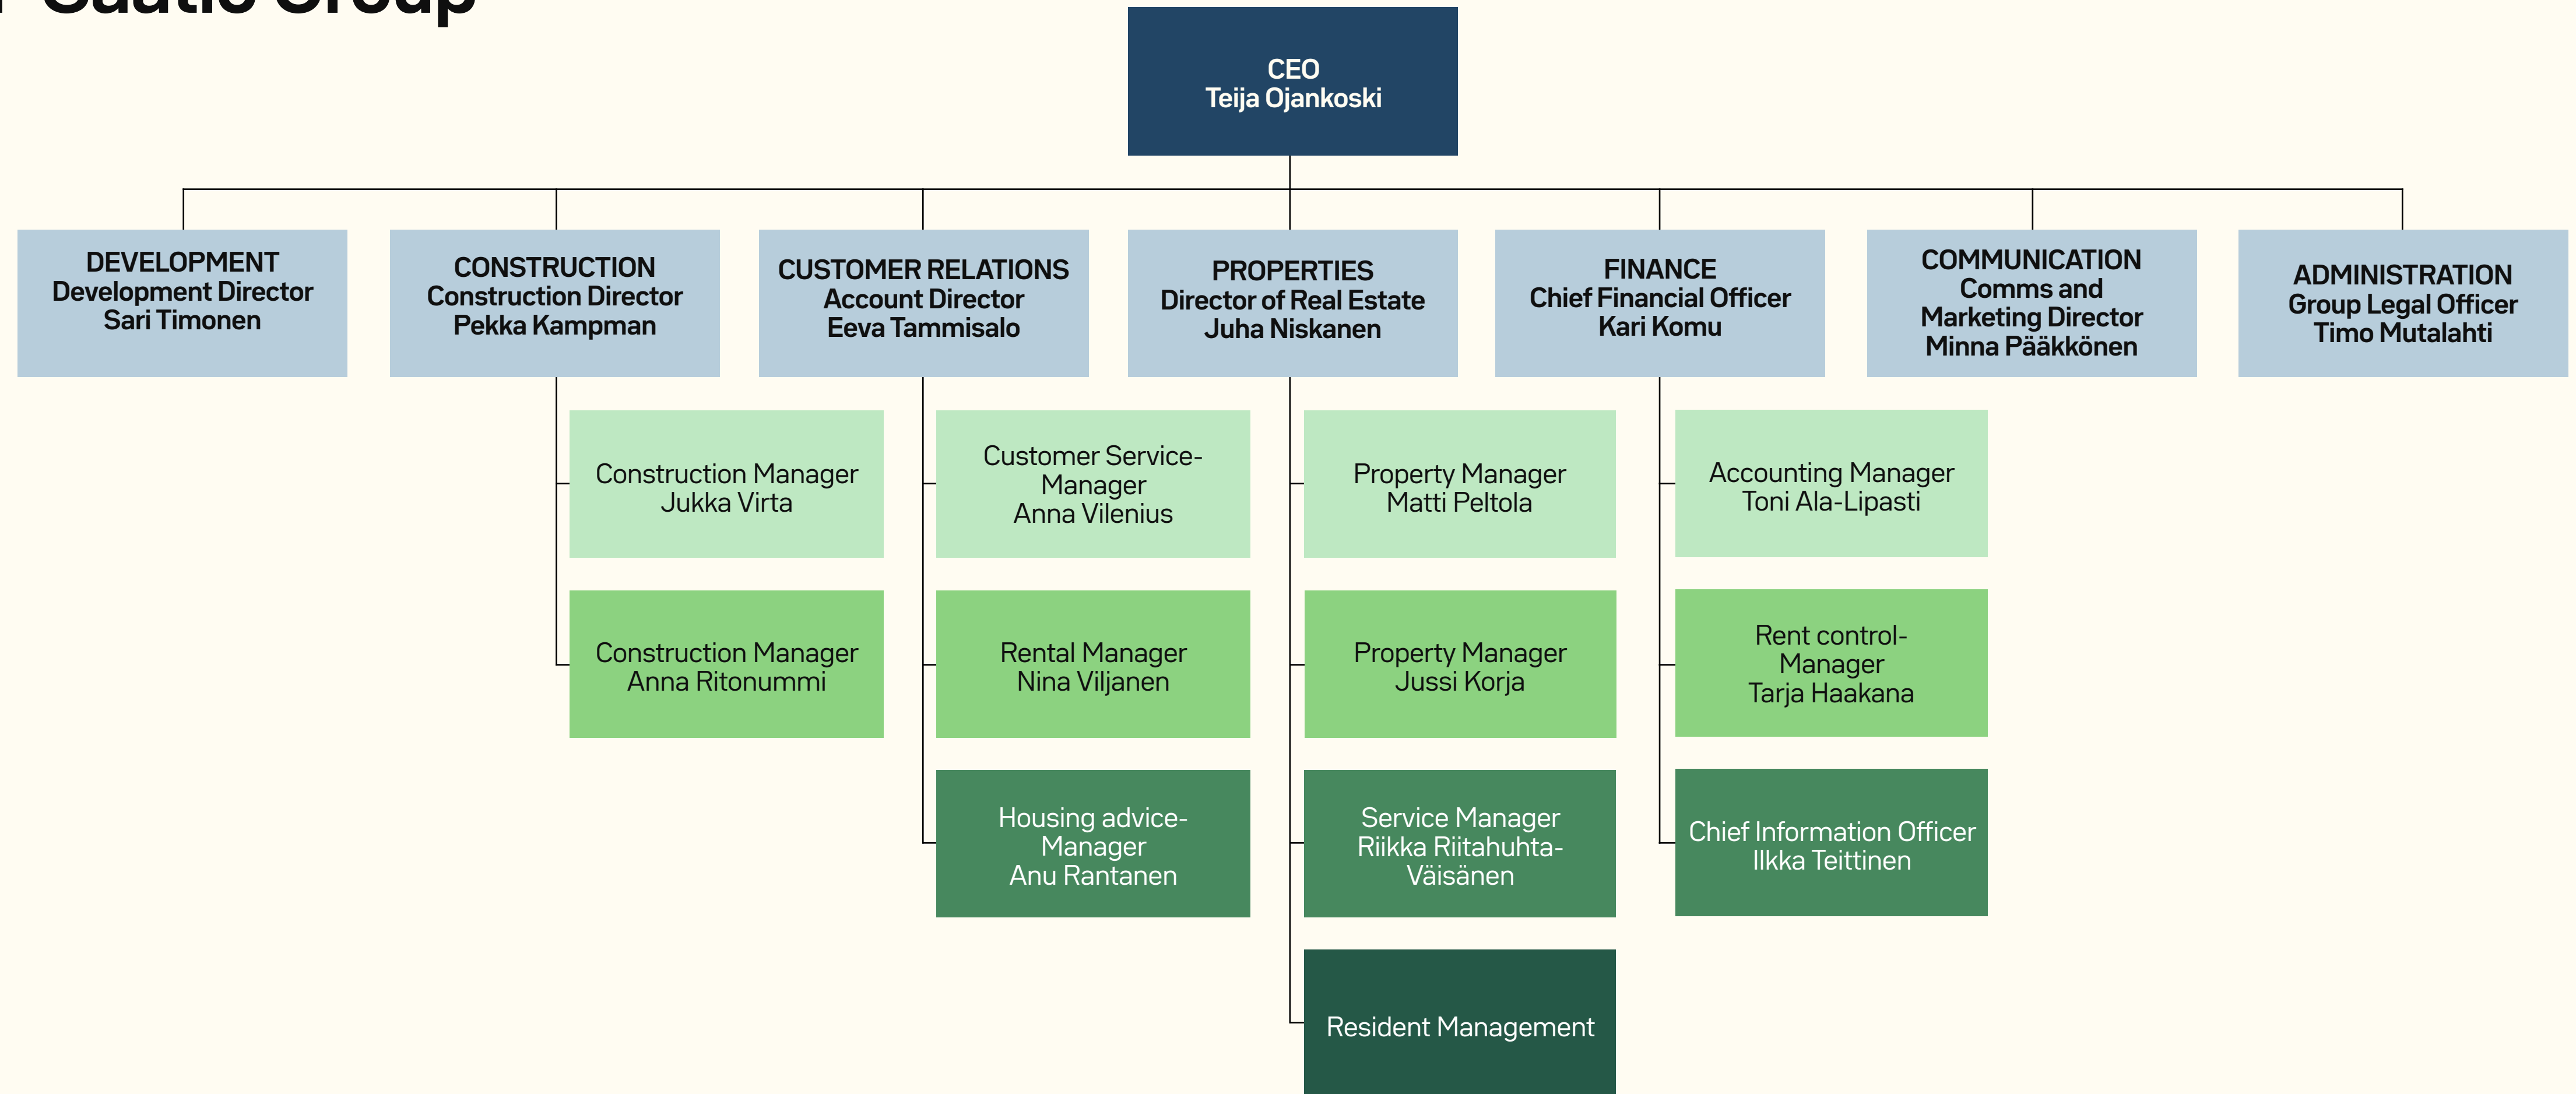 Group
CEO
Teija Ojankoski
DEVELOPMENT
Development Director
Sari Timonen
CONSTRUCTION
Construction Director
Pekka Kampman
CUSTOMER RELATIONS
Account Director
Eeva Tammisalo
PROPERTIES
Director of Real Estate
Juha Niskanen
FINANCE
Chief Financial Officer
Kari Komu
COMMUNICATION
Comms and
Marketing Director
Minna Pääkkönen
ADMINISTRATION
Group Legal Officer
Timo Mutalahti
Construction Manager
Jukka Virta
Construction Manager
Anna Ritonummi
Customer Service-
Manager
Anna Vilenius
Rental Manager
Nina Viljanen
Housing advice-
Manager
Anu Rantanen
Property Manager
Matti Peltola
Property Manager
Jussi Korja
Service Manager
Riikka Riitahuhta-
Väisänen
Resident Management
Accounting Manager
Toni Ala-Lipasti
Rent control-
Manager
Tarja Haakana
Chief Information Officer
Ilkka Teittinen